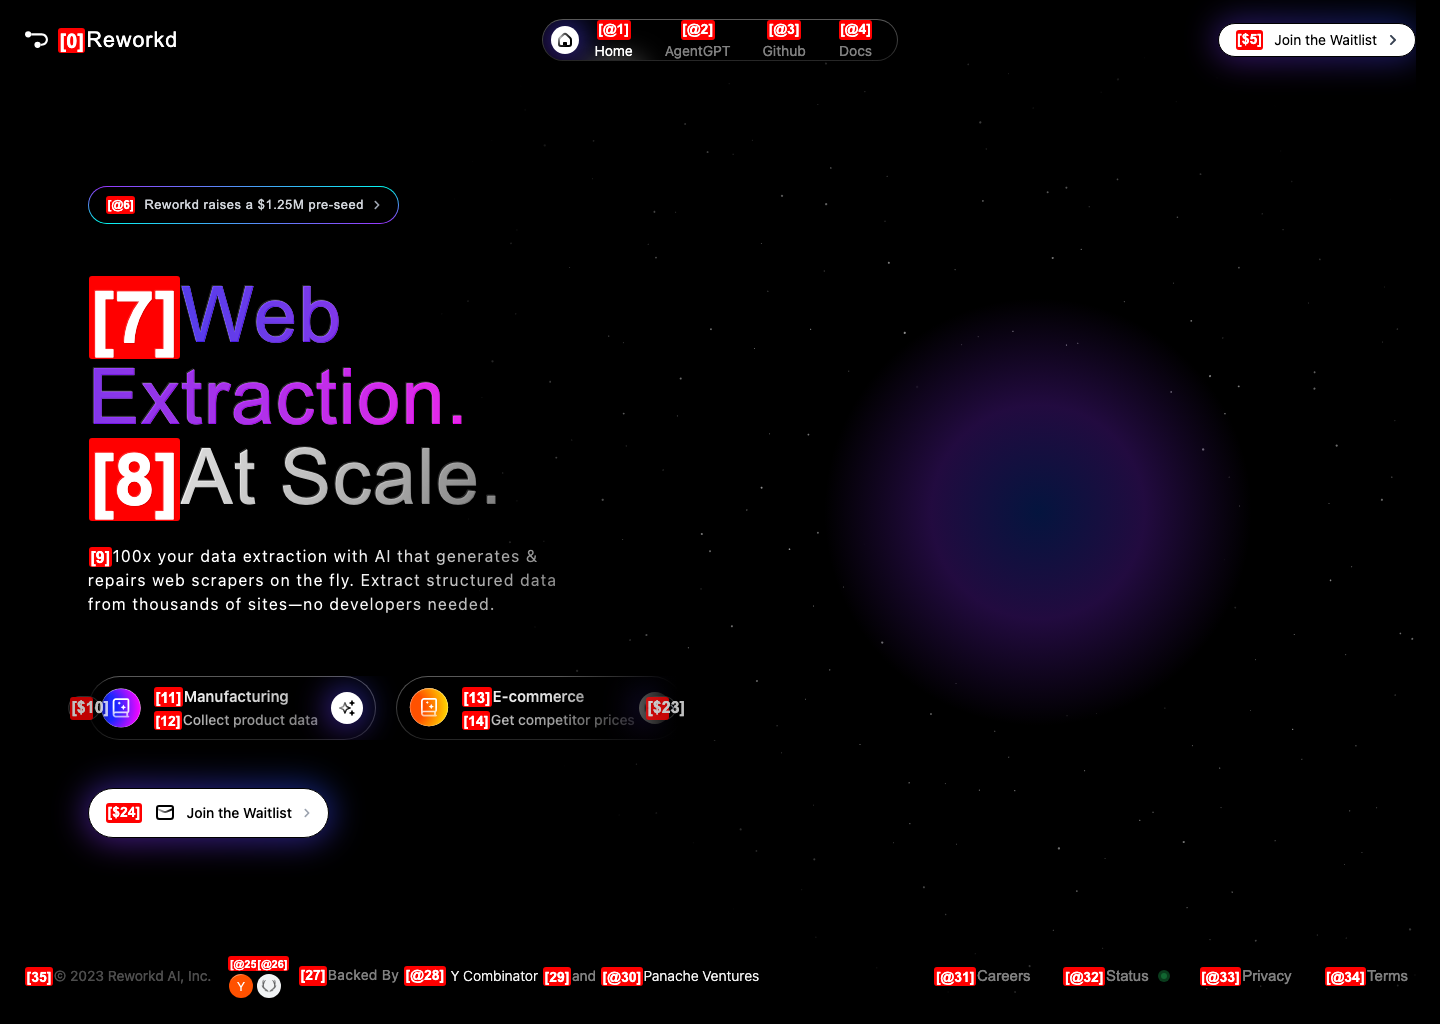 [0] Reworkd
[@1] [@2] [@3] [@4]
Home AgentGPT Github Docs
[$5] Join the Waitlist
[@6] Reworkd raises a $1.25M pre-seed
[7]Web
Extraction.
[8]At Scale.
[9]100x your data extraction with AI that generates &
repairs web scrapers on the fly. Extract structured data
from thousands of sites—no developers needed.
[$10]
[11]Manufacturing
[12]Collect product data
[13]E-commerce
[14]Get competitor prices
[$23]
[$24] Join the Waitlist
[35]© 2023 Reworkd AI, Inc.
[@25 [@26]
Y
[27]Backed By [@28] Y Combinator [29]and [@30]Panache Ventures
[@31]Careers [@32]Status [@33]Privacy [@34]Terms